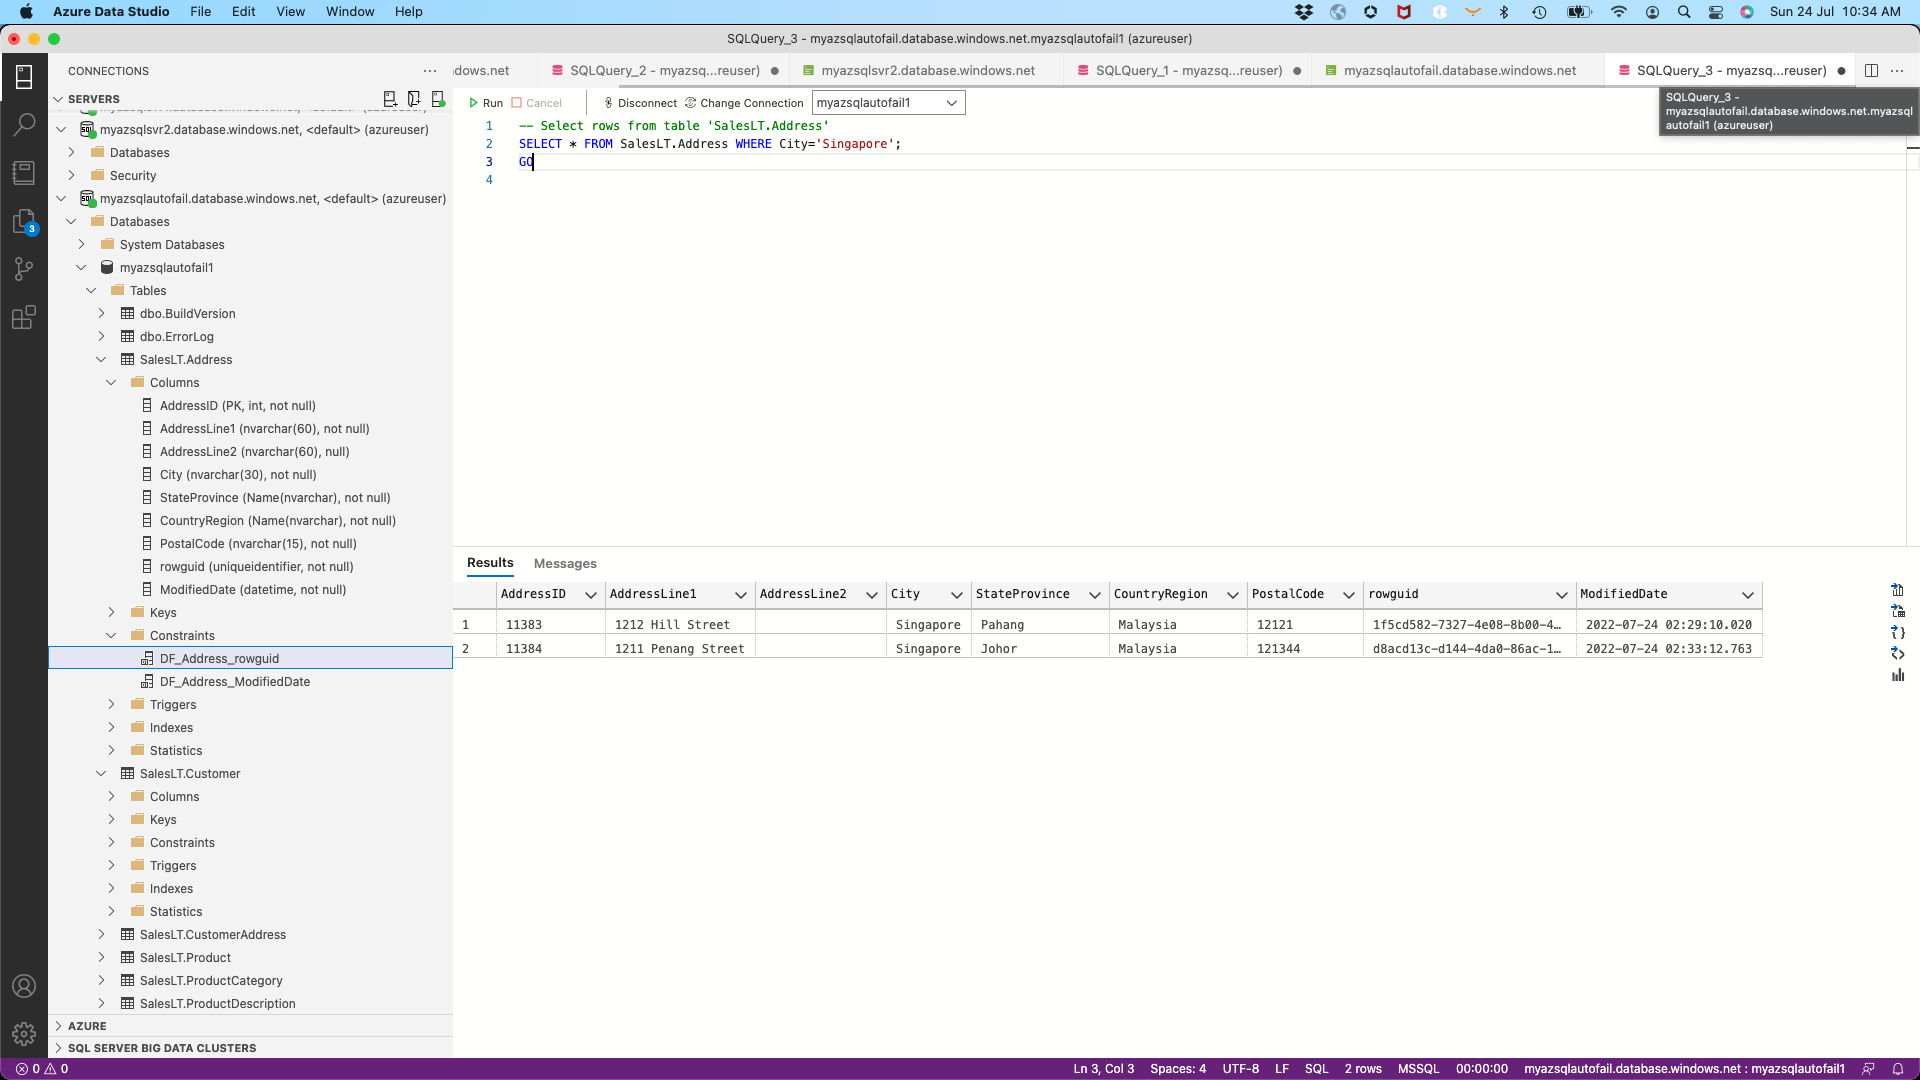 Azure Data Studio File Edit View Window Help Sun 24 Jul 10:34 AM
SQLQuery_3 - myazsqlautofail.database.windows.net.myazsqlautofail1 (azureuser)
CONNECTIONS
dows.net SQLQuery_2 - myazsq...reuser) myazsqlsvr2.database.windows.net SQLQuery_1 - myazsq...reuser) myazsqlautofail.database.windows.net SQLQuery_3 - myazsq...reuser)
SQLQuery_3 -
myazsqlautofail.database.windows.net.myazsql
autofail1 (azureuser)
SERVERS
Run Cancel Disconnect Change Connection myazsqlautofail1
1 -- Select rows from table 'SalesLT.Address'
2 SELECT * FROM SalesLT.Address WHERE City='Singapore';
3 GO
4
myazsqlsvr2.database.windows.net, <default> (azureuser)
Databases
Security
myazsqlautofail.database.windows.net, <default> (azureuser)
Databases
System Databases
myazsqlautofail1
Tables
dbo.BuildVersion
dbo.ErrorLog
SalesLT.Address
Columns
AddressID (PK, int, not null)
AddressLine1 (nvarchar(60), not null)
AddressLine2 (nvarchar(60), null)
City (nvarchar(30), not null)
StateProvince (Name(nvarchar), not null)
CountryRegion (Name(nvarchar), not null)
PostalCode (nvarchar(15), not null)
rowguid (uniqueidentifier, not null)
ModifiedDate (datetime, not null)
Keys
Constraints
DF_Address_rowguid
DF_Address_ModifiedDate
Triggers
Indexes
Statistics
SalesLT.Customer
Columns
Keys
Constraints
Triggers
Indexes
Statistics
SalesLT.CustomerAddress
SalesLT.Product
SalesLT.ProductCategory
SalesLT.ProductDescription
AZURE
SQL SERVER BIG DATA CLUSTERS
3
Results Messages
AddressID AddressLine1 AddressLine2 City StateProvince CountryRegion PostalCode rowguid ModifiedDate
1 11383 1212 Hill Street Singapore Pahang Malaysia 12121 1f5cd582-7327-4e08-8b00-4... 2022-07-24 02:29:10.020
2 11384 1211 Penang Street Singapore Johor Malaysia 121344 d8acd13c-d144-4da0-86ac-1... 2022-07-24 02:33:12.763
0 0 Ln 3, Col 3 Spaces: 4 UTF-8 LF SQL 2 rows MSSQL 00:00:00 myazsqlautofail.database.windows.net : myazsqlautofail1